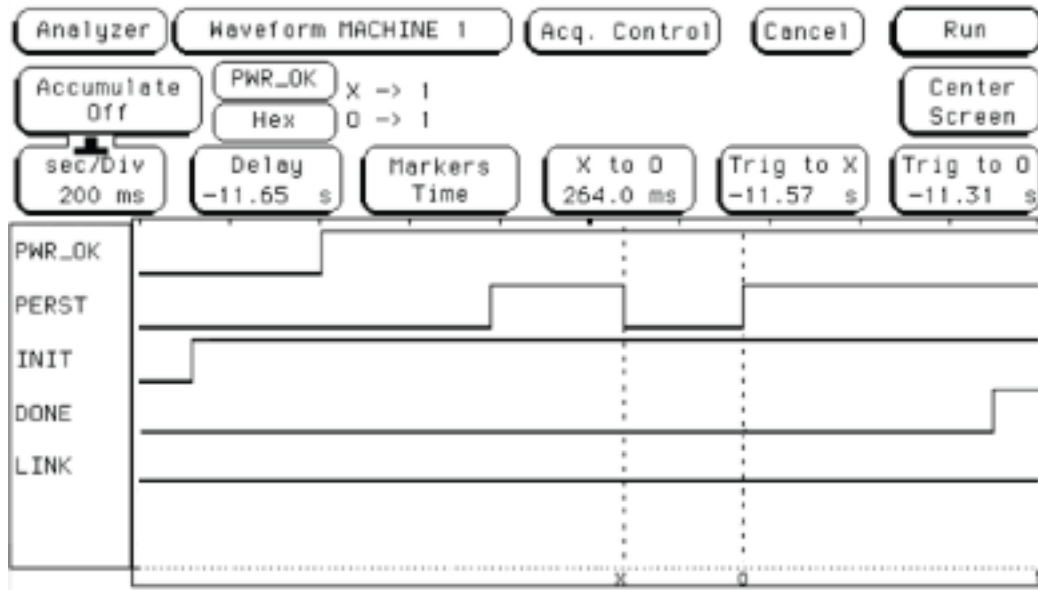 Analyzer Waveform MACHINE 1 Acq. Control Cancel Run
Accumulate Off PWR_OK X -> 1 Center Screen
Hex O -> 1
sec/Div Delay Markers X to O Trig to X Trig to O
200 ms -11.65 s Time 264.0 ms -11.57 s -11.31 s
PWR_OK
PERST
INIT
DONE
LINK
X O